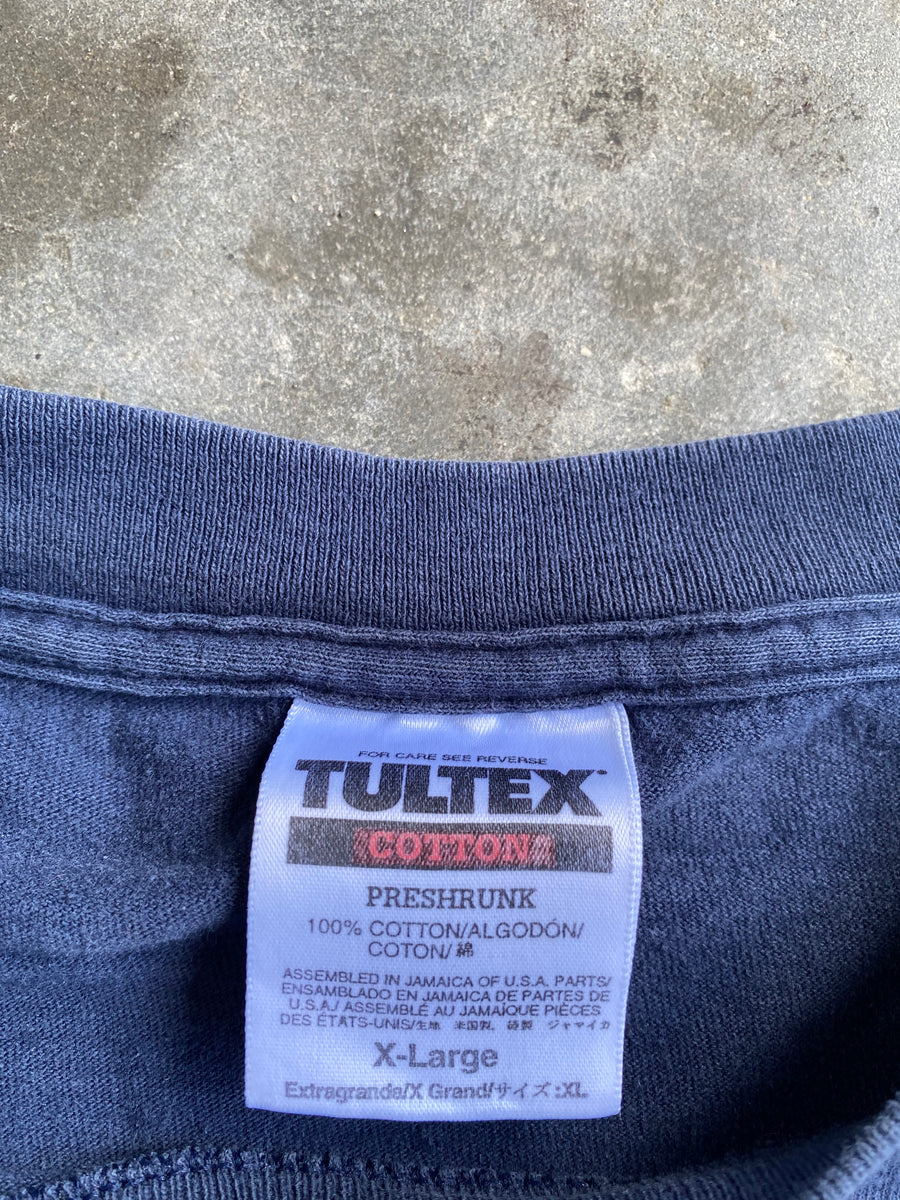 FOR CARE SEE REVERSE
TULTEX
COTTON
PRESHRUNK
100% COTTON/ALGODÓN/
COTON/綿
ASSEMBLED IN JAMAICA OF U.S.A. PARTS/
ENSAMBLADO EN JAMAICA DE PARTES DE
U.S.A./ ASSEMBLÉ AU JAMAÏQUE PIÈCES
DES ÉTATS-UNIS/生地 米国製, 縫製 ジャマイカ
X-Large
Extragrande/X Grand/サイズ:XL